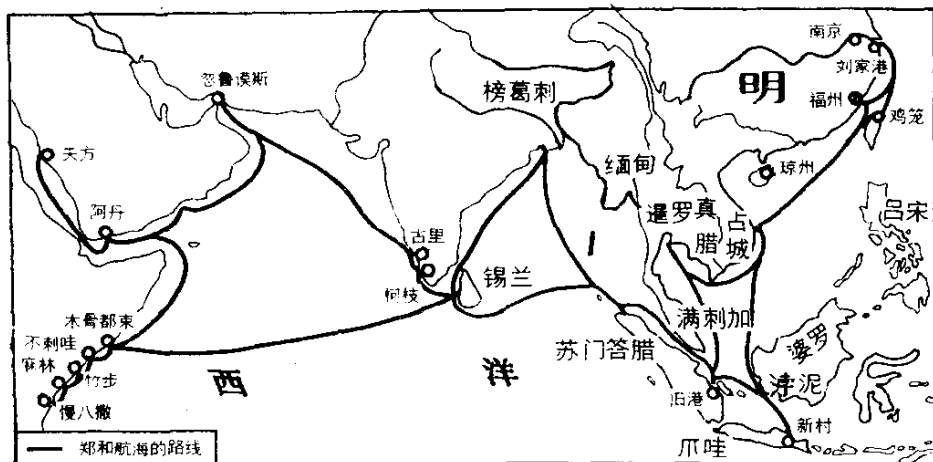 南京
刘家港
忽鲁谟斯
榜葛刺
明
福州
鸡笼
天方
缅甸
琼州
阿丹
暹罗真
腊
占
城
吕宋
古里
柯枝
锡兰
木骨都束
满刺加
不剌哇
麻林
竹步
苏门答腊
婆罗
浡泥
西
洋
旧港
慢八撒
新村
爪哇
郑和航海的路线